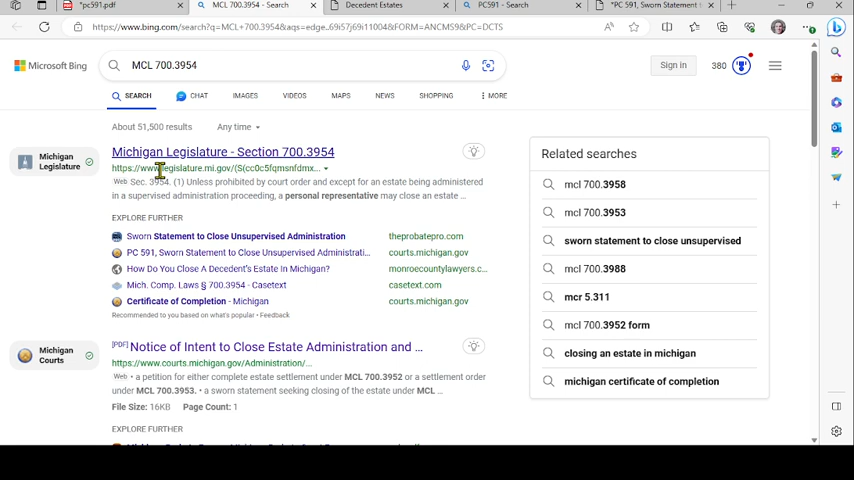 *pc591.pdf
MCL 700.3954 - Search
Decedent Estates
PC591 - Search
*PC 591, Sworn Statement to
https://www.bing.com/search?q=MCL+700.3954&aqs=edge..69i57j69i11004&FORM=ANCMS9&PC=DCTS
Microsoft Bing
MCL 700.3954
Sign in
380
SEARCH
CHAT
IMAGES
VIDEOS
MAPS
NEWS
SHOPPING
MORE
About 51,500 results
Any time
Michigan Legislature
Michigan Legislature - Section 700.3954
https://www.legislature.mi.gov/(S(cc0c5fqmsnfdmx...
Web Sec. 3954. (1) Unless prohibited by court order and except for an estate being administered
in a supervised administration proceeding, a personal representative may close an estate ...
EXPLORE FURTHER
Sworn Statement to Close Unsupervised Administration theprobatepro.com
PC 591, Sworn Statement to Close Unsupervised Administrati... courts.michigan.gov
How Do You Close A Decedent's Estate In Michigan? monroecountylawyers.c...
Mich. Comp. Laws § 700.3954 - Casetext casetext.com
Certificate of Completion - Michigan courts.michigan.gov
Recommended to you based on what's popular • Feedback
Michigan Courts
[PDF] Notice of Intent to Close Estate Administration and ...
https://www.courts.michigan.gov/Administration/...
Web • a petition for either complete estate settlement under MCL 700.3952 or a settlement order
under MCL 700.3953. • a sworn statement seeking closing of the estate under MCL ...
File Size: 16KB Page Count: 1
EXPLORE FURTHER
Related searches
mcl 700.3958
mcl 700.3953
sworn statement to close unsupervised
mcl 700.3988
mcr 5.311
mcl 700.3952 form
closing an estate in michigan
michigan certificate of completion